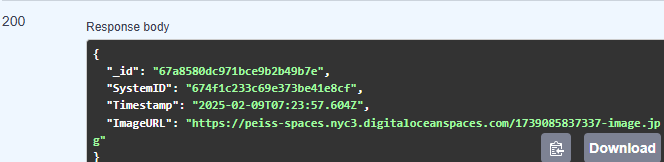 200
Response body
{
"_id": "67a8580dc971bce9b2b49b7e",
"SystemID": "674f1c233c69e373be41e8cf",
"Timestamp": "2025-02-09T07:23:57.604Z",
"ImageURL": "https://peiss-spaces.nyc3.digitaloceanspaces.com/1739085837337-image.jp
g"
}
Download